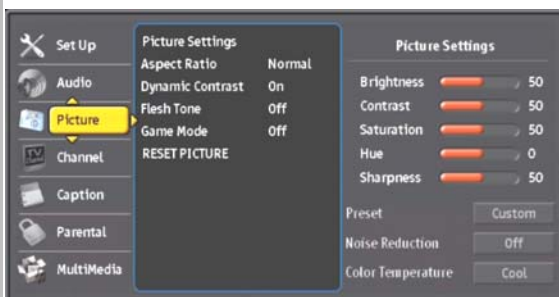 Set Up
Audio
Picture
Channel
Caption
Parental
MultiMedia
Picture Settings
Aspect Ratio Normal
Dynamic Contrast On
Flesh Tone Off
Game Mode Off
RESET PICTURE
Picture Settings
Brightness 50
Contrast 50
Saturation 50
Hue 0
Sharpness 50
Preset Custom
Noise Reduction Off
Color Temperature Cool